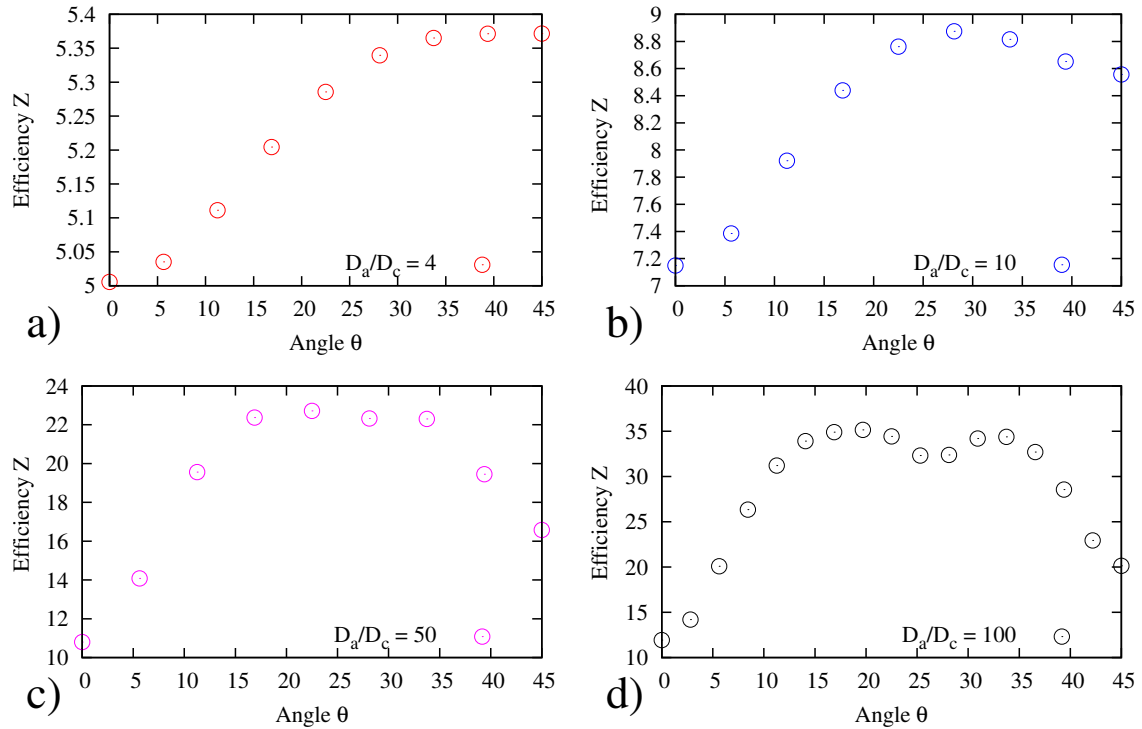 5.4
5.35
5.3
5.25
5.2
5.15
5.1
5.05
5
Efficiency Z
D_a/D_c = 4
0 5 10 15 20 25 30 35 40 45
Angle θ
a)
9
8.8
8.6
8.4
8.2
8
7.8
7.6
7.4
7.2
7
Efficiency Z
D_a/D_c = 10
0 5 10 15 20 25 30 35 40 45
Angle θ
b)
24
22
20
18
16
14
12
10
Efficiency Z
D_a/D_c = 50
0 5 10 15 20 25 30 35 40 45
Angle θ
c)
40
35
30
25
20
15
10
Efficiency Z
D_a/D_c = 100
0 5 10 15 20 25 30 35 40 45
Angle θ
d)